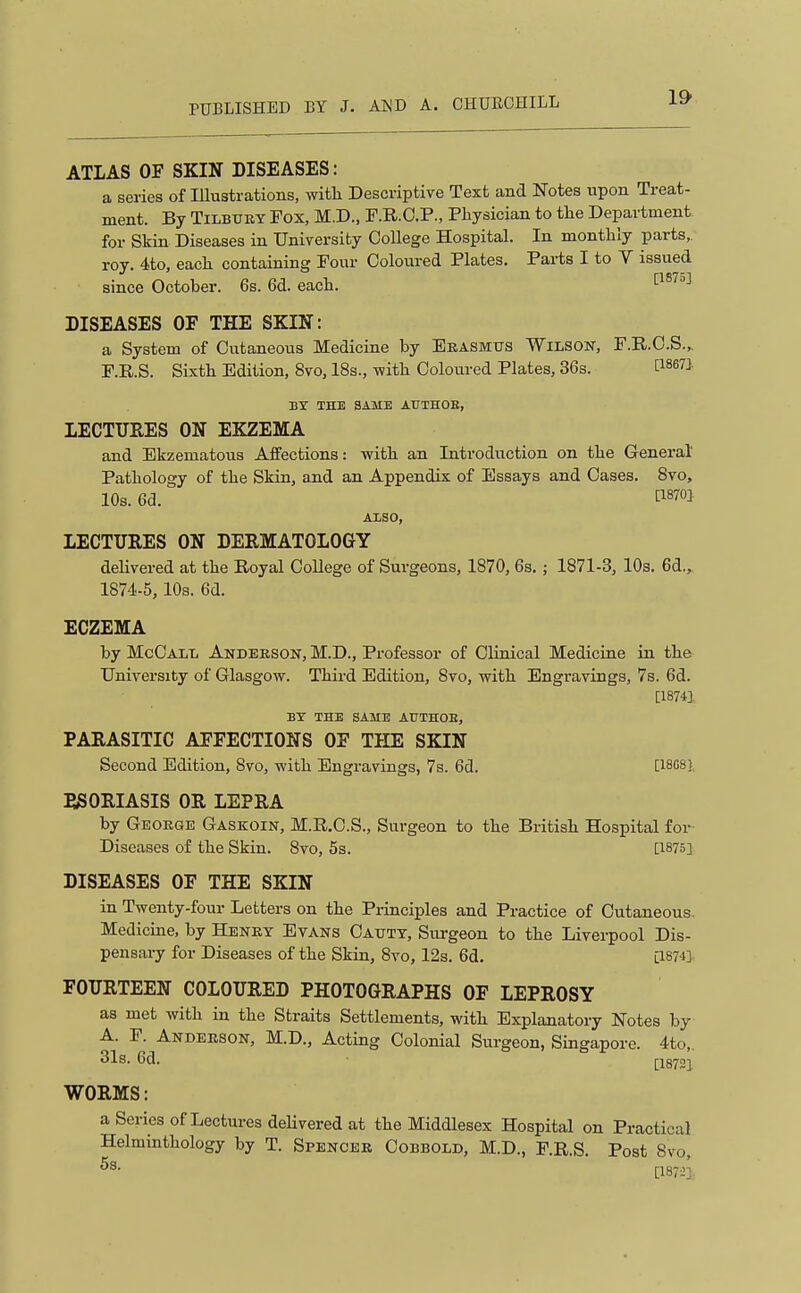 PUBLISHED BY J. AND A. CHURCHILL 19
ATLAS OF SKIN DISEASES:
a series of Illustrations, with Descriptive Text and Notes upon Treat-
ment. By Tilbury Fox, M.D., F.R.C.P., Physician to the Department
for Skin Diseases in University College Hospital. In monthly parts,
roy. 4to, each containing Four Coloured Plates. Parts I to V issued
since October. 6s. 6d. each. [1875]
DISEASES OF THE SKIN:
a System of Cutaneous Medicine by Erasmus Wilson, F.R.C.S.,
F.R.S. Sixth Edition, 8vo, 18s., with Coloured Plates, 36s. [1867]
BY THE SAME AUTHOR,
LECTURES ON EKZEMA
and Ekzematous Affections: with an Introduction on the General
Pathology of the Skin, and an Appendix of Essays and Cases. 8vo,
10s. 6d. [1870]
ALSO,
LECTURES ON DERMATOLOGY
delivered at the Royal College of Surgeons, 1870, 6s.; 1871-3, 10s. 6d.,
1874-5, 10s. 6d.
ECZEMA
by McCall Anderson, M.D., Professor of Clinical Medicine in the
University of Glasgow. Third Edition, 8vo, with Engravings, 7s. 6d.
[1874]
BY THE SAME AUTHOR,
PARASITIC AFFECTIONS OF THE SKIN
Second Edition, 8vo, with Engravings, 7s. 6d. [1868]
PSORIASIS OR LEPRA
by George Gaskoin, M.R.C.S., Surgeon to the British Hospital for
Diseases of the Skin. 8vo, 5s. [1875]
DISEASES OF THE SKIN
in Twenty-four Letters on the Principles and Practice of Cutaneous
Medicine, by Henry Evans Cauty, Surgeon to the Liverpool Dis-
pensary for Diseases of the Skin, 8vo, 12s. 6d. [1874]
FOURTEEN COLOURED PHOTOGRAPHS OF LEPROSY
as met with in the Straits Settlements, with Explanatory Notes by
A. F. Anderson, M.D., Acting Colonial Surgeon, Singapore. 4to,
31s. 6d. [1872]
WORMS:
a Series of Lectures delivered at the Middlesex Hospital on Practical
Helminthology by T. Spencer Cobbold, M.D., F.R.S. Post 8vo,
5s. [1872]